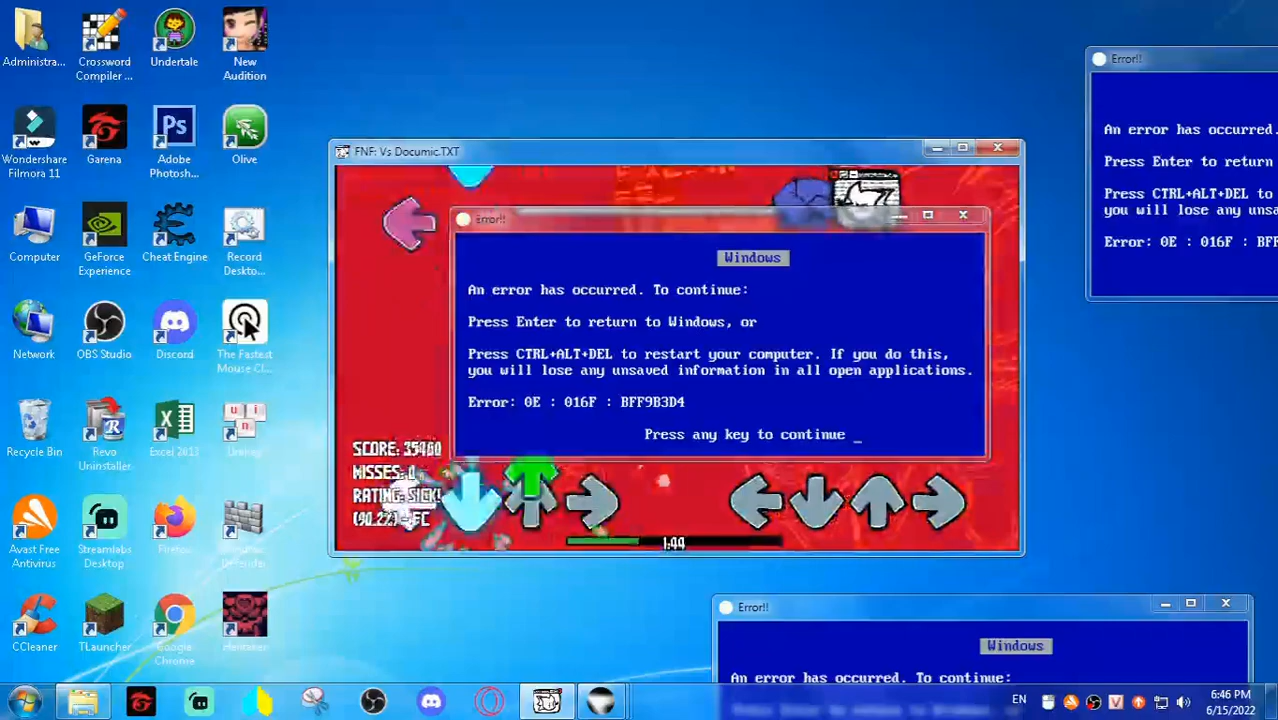 Administra...
Crossword
Compiler ...
Undertale
New
Audition
Wondershare
Filmora 11
Garena
Ps
Adobe
Photosh...
Olive
Computer
GeForce
Experience
Cheat Engine
Record
Deskto...
Network
OBS Studio
Discord
The Fastest
Mouse Cl...
Recycle Bin
Revo
Uninstaller
Excel 2013
Avast Free
Antivirus
Streamlabs
Desktop
Firefox
CCleaner
TLauncher
Google
Chrome
FNF: Vs Documic.TXT
Error!!
Windows
An error has occurred. To continue:
Press Enter to return to Windows, or
Press CTRL+ALT+DEL to restart your computer. If you do this,
you will lose any unsaved information in all open applications.
Error: 0E : 016F : BFF9B3D4
Press any key to continue _
SCORE: 35460
MISSES: 0
RATING: SICK!
(90.22%) - FC
1:44
Error!!
An error has occurred.
Press Enter to return
Press CTRL+ALT+DEL to
you will lose any unsa
Error: 0E : 016F : BFF
Error!!
Windows
An error has occurred. To continue:
EN
6:46 PM
6/15/2022